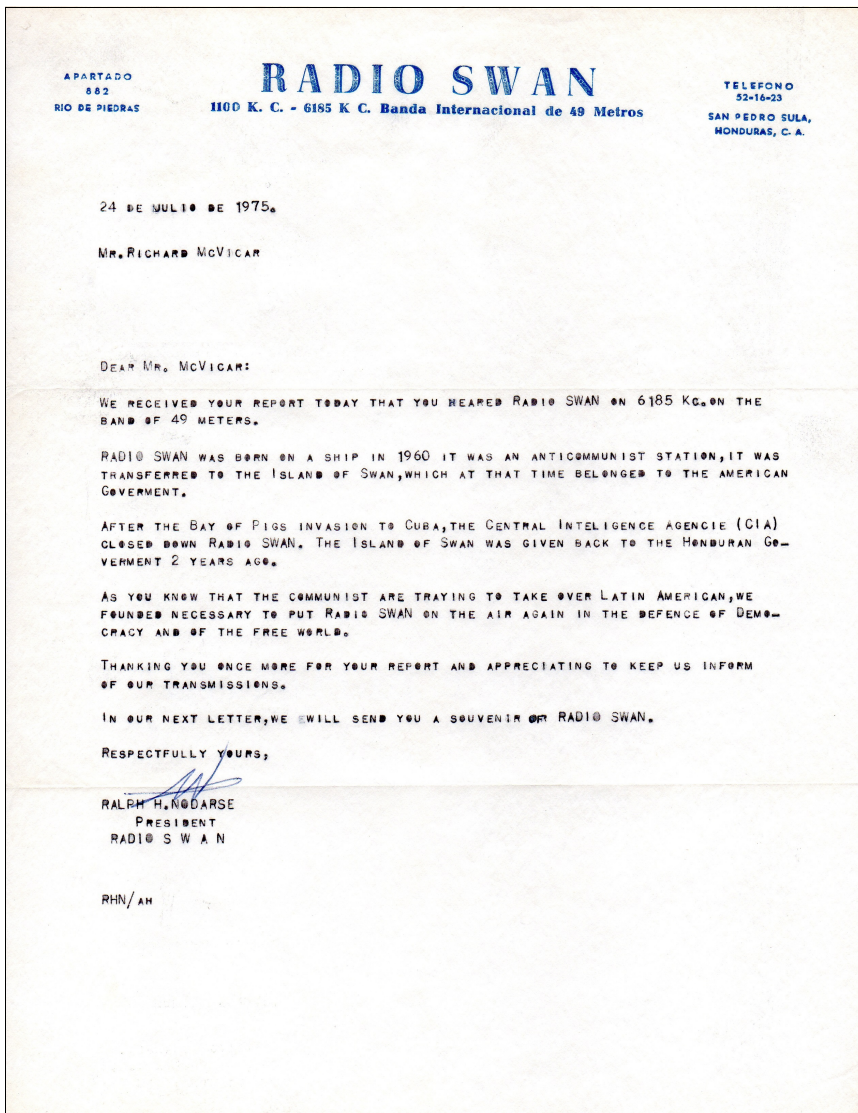 RADIO SWAN
1100 K. C. - 6185 K C. Banda Internacional de 49 Metros
APARTADO
882
RIO DE PIEDRAS
TELEFONO
52-16-23
SAN PEDRO SULA,
HONDURAS, C. A.
24 DE JULIO DE 1975.
MR.RICHARD MCVICAR
DEAR MR. MCVICAR:
WE RECEIVED YOUR REPORT TODAY THAT YOU HEARED RADIO SWAN ON 6185 KC.ON THE
BAND OF 49 METERS.
RADIO SWAN WAS BORN ON A SHIP IN 1960 IT WAS AN ANTICOMMUNIST STATION,IT WAS
TRANSFERRED TO THE ISLAND OF SWAN,WHICH AT THAT TIME BELONGED TO THE AMERICAN
GOVERMENT.
AFTER THE BAY OF PIGS INVASION TO CUBA,THE CENTRAL INTELIGENCE AGENCIE (CIA)
CLOSED DOWN RADIO SWAN. THE ISLAND OF SWAN WAS GIVEN BACK TO THE HONDURAN GO-
VERMENT 2 YEARS AGO.
AS YOU KNOW THAT THE COMMUNIST ARE TRAYING TO TAKE OVER LATIN AMERICAN,WE
FOUNDED NECESSARY TO PUT RADIO SWAN ON THE AIR AGAIN IN THE DEFENCE OF DEMO-
CRACY AND OF THE FREE WORLD.
THANKING YOU ONCE MORE FOR YOUR REPORT AND APPRECIATING TO KEEP US INFORM
OF OUR TRANSMISSIONS.
IN OUR NEXT LETTER,WE WILL SEND YOU A SOUVENIR OF RADIO SWAN.
RESPECTFULLY YOURS,
RALPH H.NODARSE
PRESIDENT
RADIO S W A N
RHN/AH